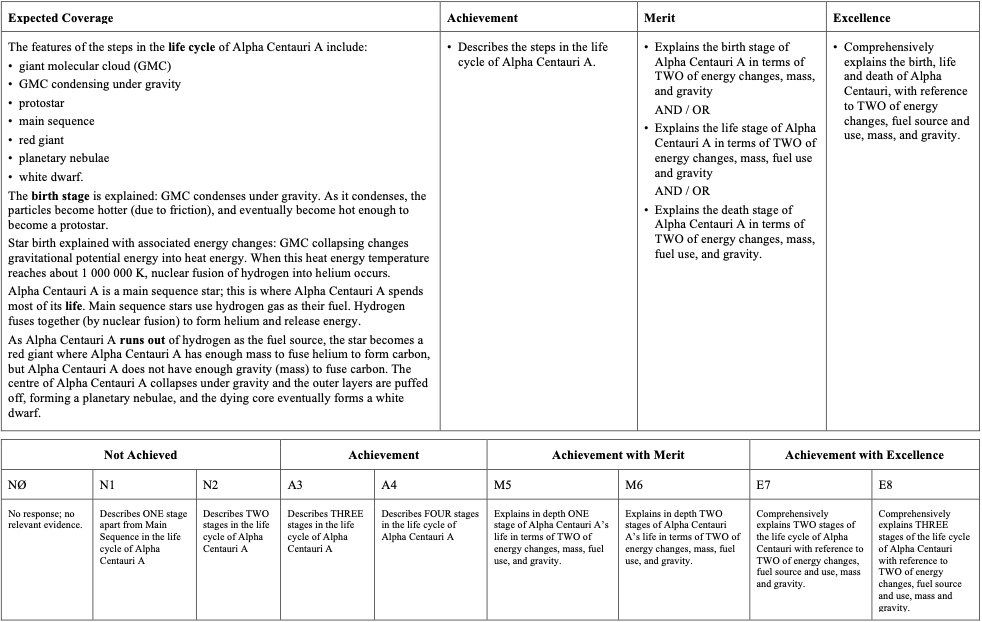 Expected Coverage
Achievement
Merit
Excellence
The features of the steps in the life cycle of Alpha Centauri A include:
• giant molecular cloud (GMC)
• GMC condensing under gravity
• protostar
• main sequence
• red giant
• planetary nebulae
• white dwarf.
The birth stage is explained: GMC condenses under gravity. As it condenses, the
particles become hotter (due to friction), and eventually become hot enough to
become a protostar.
Star birth explained with associated energy changes: GMC collapsing changes
gravitational potential energy into heat energy. When this heat energy temperature
reaches about 1 000 000 K, nuclear fusion of hydrogen into helium occurs.
Alpha Centauri A is a main sequence star; this is where Alpha Centauri A spends
most of its life. Main sequence stars use hydrogen gas as their fuel. Hydrogen
fuses together (by nuclear fusion) to form helium and release energy.
As Alpha Centauri A runs out of hydrogen as the fuel source, the star becomes a
red giant where Alpha Centauri A has enough mass to fuse helium to form carbon,
but Alpha Centauri A does not have enough gravity (mass) to fuse carbon. The
centre of Alpha Centauri A collapses under gravity and the outer layers are puffed
off, forming a planetary nebulae, and the dying core eventually forms a white
dwarf.
• Describes the steps in the life
cycle of Alpha Centauri A.
• Explains the birth stage of
Alpha Centauri A in terms of
TWO of energy changes, mass,
and gravity
AND / OR
• Explains the life stage of Alpha
Centauri A in terms of TWO of
energy changes, mass, fuel use
and gravity
AND / OR
• Explains the death stage of
Alpha Centauri A in terms of
TWO of energy changes, mass,
fuel use, and gravity.
• Comprehensively
explains the birth, life
and death of Alpha
Centauri, with reference
to TWO of energy
changes, fuel source and
use, mass, and gravity.
Not Achieved
Achievement
Achievement with Merit
Achievement with Excellence
NØ
N1
N2
A3
A4
M5
M6
E7
E8
No response; no
relevant evidence.
Describes ONE stage
apart from Main
Sequence in the life
cycle of Alpha
Centauri A
Describes TWO
stages in the life
cycle of Alpha
Centauri A
Describes THREE
stages in the life
cycle of Alpha
Centauri A
Describes FOUR stages
in the life cycle of
Alpha Centauri A
Explains in depth ONE
stage of Alpha Centauri A's
life in terms of TWO of
energy changes, mass, fuel
use, and gravity.
Explains in depth TWO
stages of Alpha Centauri
A's life in terms of TWO of
energy changes, mass, fuel
use, and gravity.
Comprehensively
explains TWO stages of
the life cycle of Alpha
Centauri with reference to
TWO of energy changes,
fuel source and use, mass
and gravity.
Comprehensively
explains THREE
stages of the life cycle
of Alpha Centauri
with reference to
TWO of energy
changes, fuel source
and use, mass and
gravity.